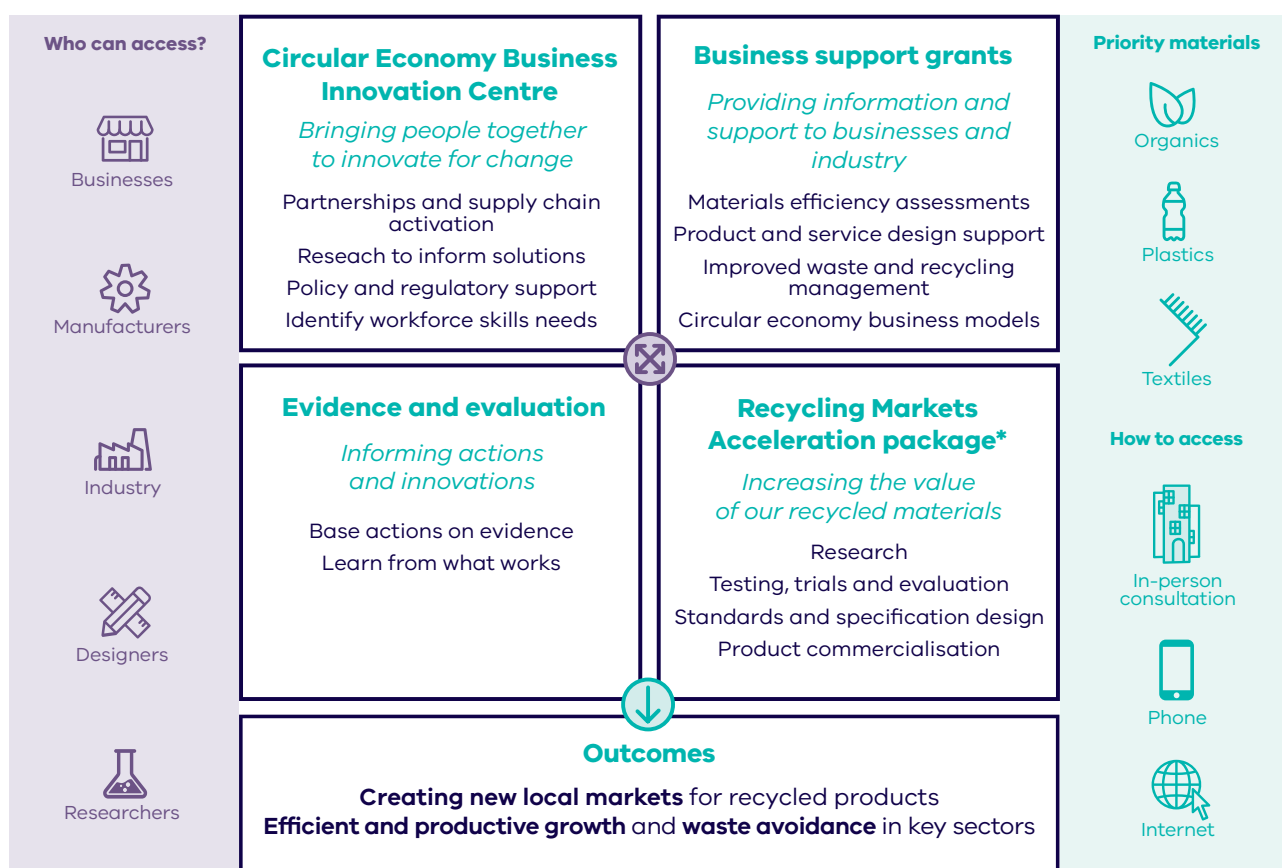 Who can access?
Businesses
Manufacturers
Industry
Designers
Researchers
Circular Economy Business
Innovation Centre
Bringing people together
to innovate for change
Partnerships and supply chain
activation
Reseach to inform solutions
Policy and regulatory support
Identify workforce skills needs
Business support grants
Providing information and
support to businesses and
industry
Materials efficiency assessments
Product and service design support
Improved waste and recycling
management
Circular economy business models
Evidence and evaluation
Informing actions
and innovations
Base actions on evidence
Learn from what works
Recycling Markets
Acceleration package*
Increasing the value
of our recycled materials
Research
Testing, trials and evaluation
Standards and specification design
Product commercialisation
Outcomes
Creating new local markets for recycled products
Efficient and productive growth and waste avoidance in key sectors
Priority materials
Organics
Plastics
Textiles
How to access
In-person
consultation
Phone
Internet